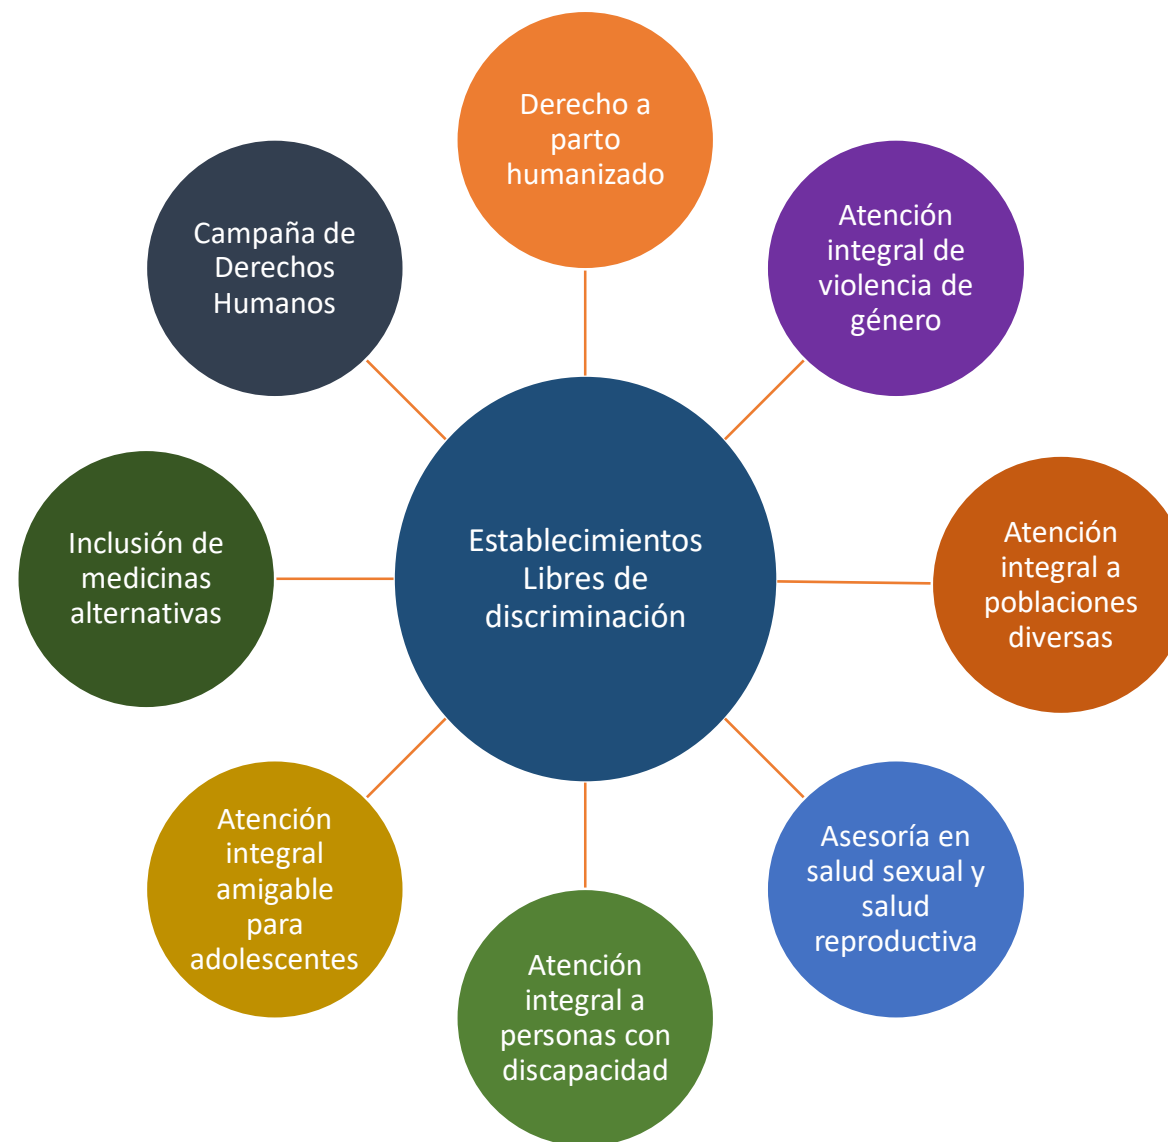 Derecho a
parto
humanizado
Atención
integral de
violencia de
género
Atención
integral a
poblaciones
diversas
Asesoría en
salud sexual y
salud
reproductiva
Atención
integral a
personas con
discapacidad
Atención
integral
amigable
para
adolescentes
Inclusión de
medicinas
alternativas
Campaña de
Derechos
Humanos
Establecimientos
Libres de
discriminación